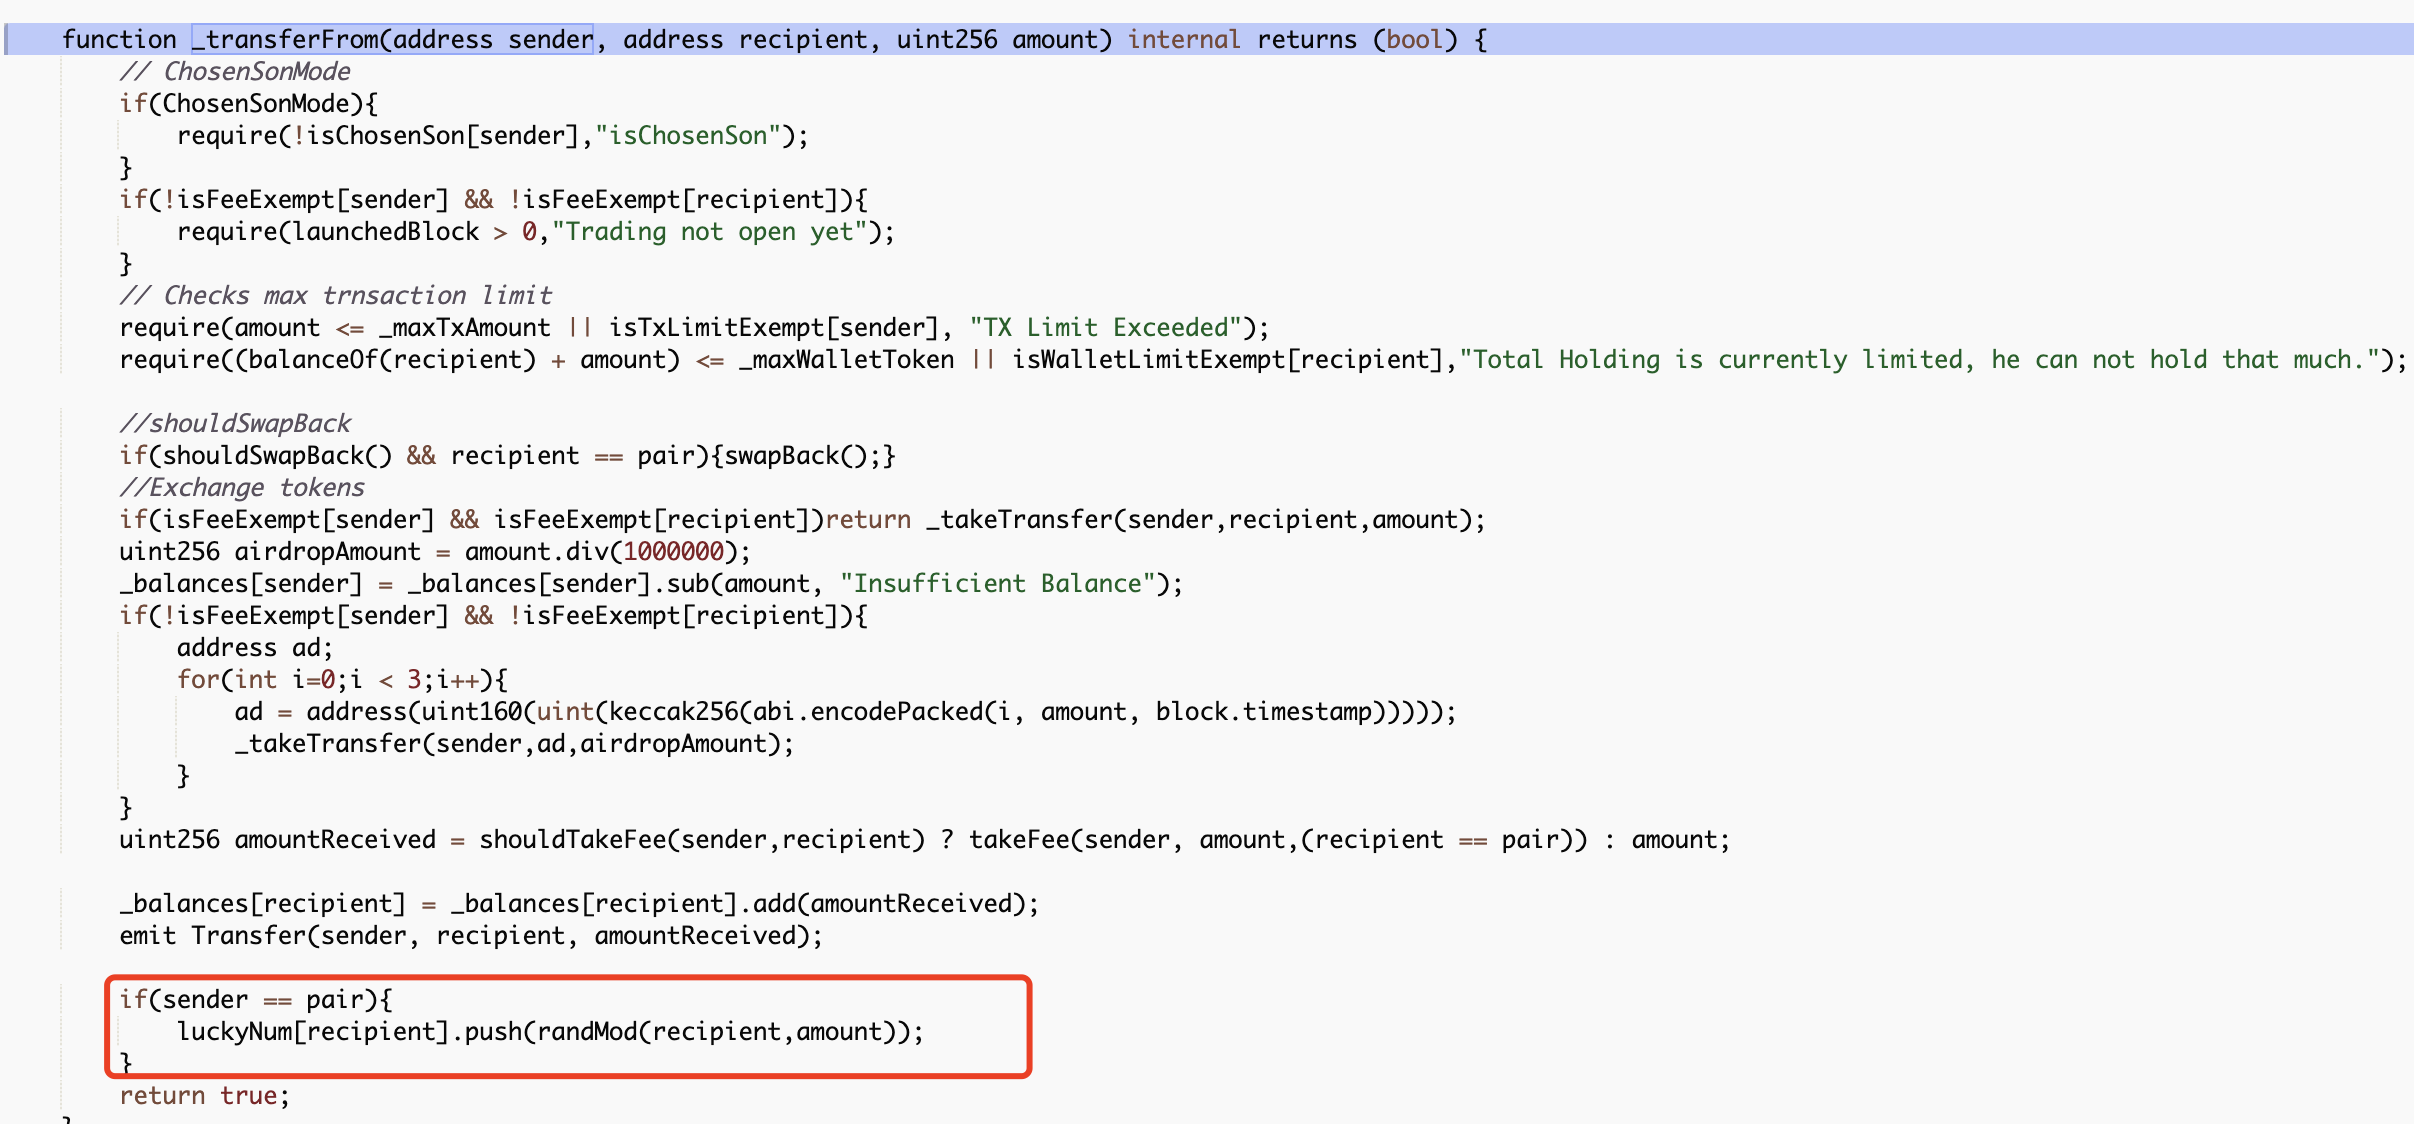 function _transferFrom(address sender, address recipient, uint256 amount) internal returns (bool) {
// ChosenSonMode
if(ChosenSonMode){
require(!isChosenSon[sender],"isChosenSon");
}
if(!isFeeExempt[sender] && !isFeeExempt[recipient]){
require(launchedBlock > 0,"Trading not open yet");
}
// Checks max trnsaction limit
require(amount <= _maxTxAmount || isTxLimitExempt[sender], "TX Limit Exceeded");
require((balanceOf(recipient) + amount) <= _maxWalletToken || isWalletLimitExempt[recipient],"Total Holding is currently limited, he can not hold that much.");
//shouldSwapBack
if(shouldSwapBack() && recipient == pair){swapBack();}
//Exchange tokens
if(isFeeExempt[sender] && isFeeExempt[recipient])return _takeTransfer(sender,recipient,amount);
uint256 airdropAmount = amount.div(1000000);
_balances[sender] = _balances[sender].sub(amount, "Insufficient Balance");
if(!isFeeExempt[sender] && !isFeeExempt[recipient]){
address ad;
for(int i=0;i < 3;i++){
ad = address(uint160(uint(keccak256(abi.encodePacked(i, amount, block.timestamp)))));
_takeTransfer(sender,ad,airdropAmount);
}
}
uint256 amountReceived = shouldTakeFee(sender,recipient) ? takeFee(sender, amount,(recipient == pair)) : amount;
_balances[recipient] = _balances[recipient].add(amountReceived);
emit Transfer(sender, recipient, amountReceived);
if(sender == pair){
luckyNum[recipient].push(randMod(recipient,amount));
}
return true;
}